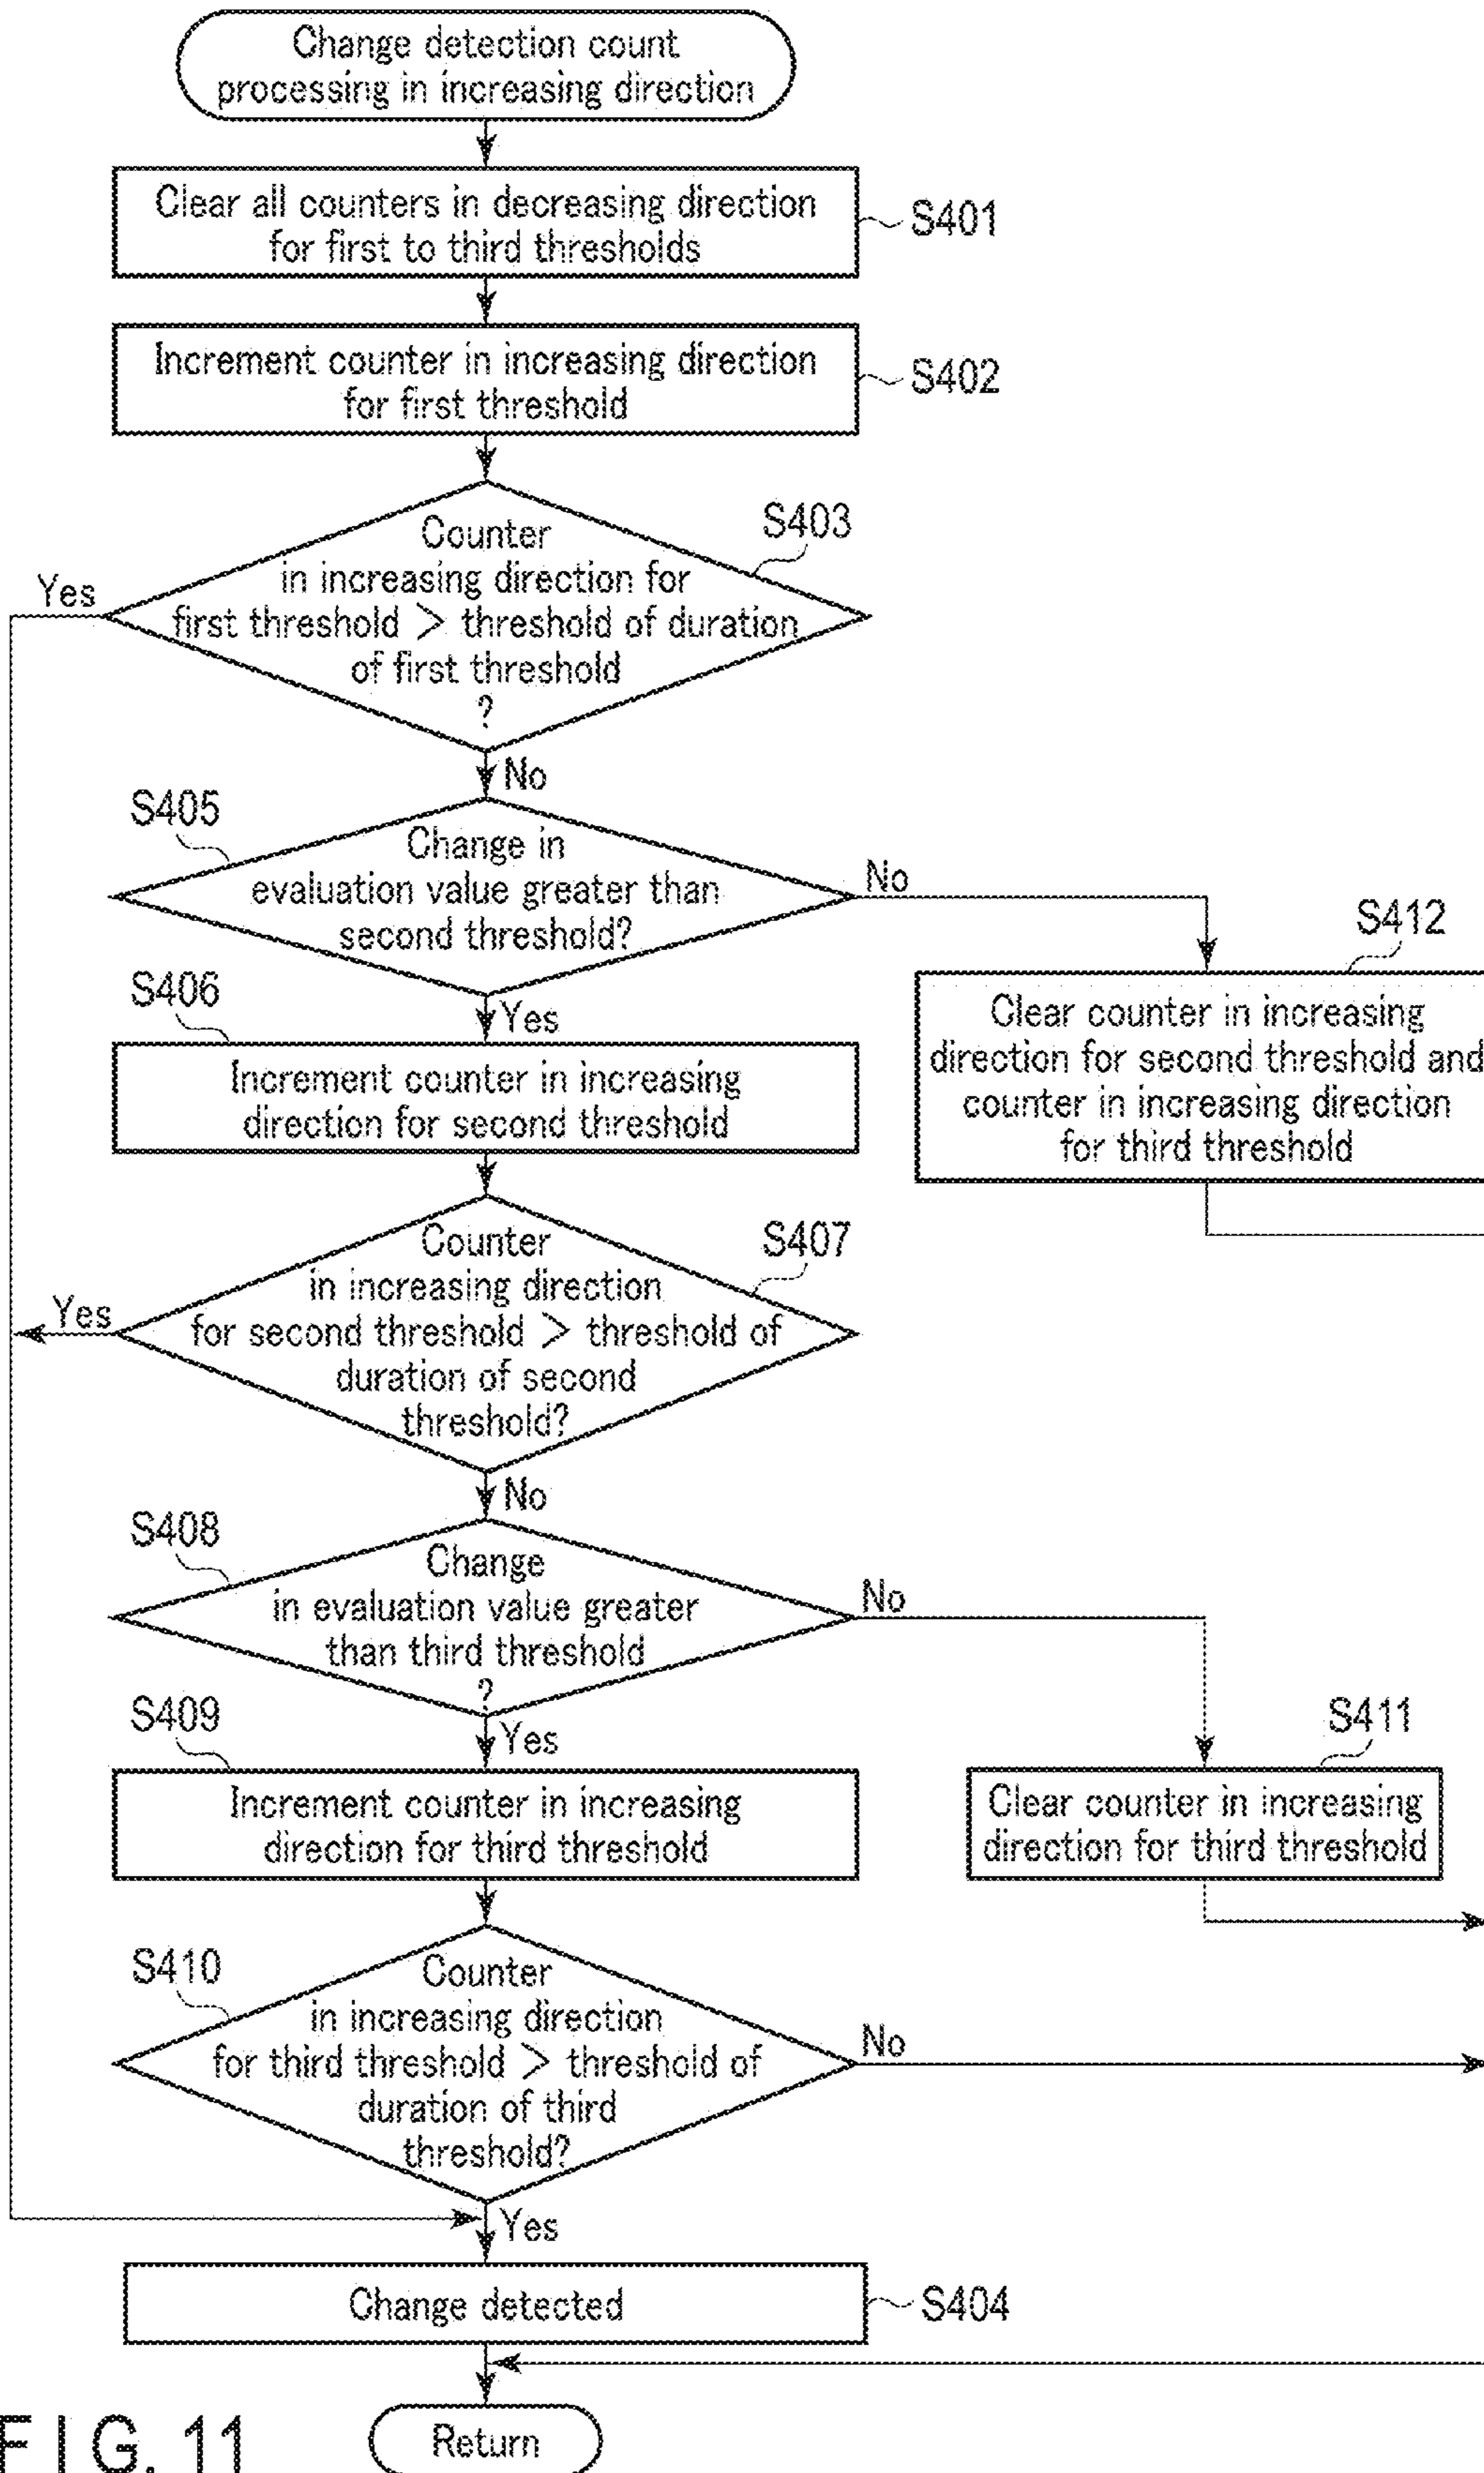 Change detection count
processing in increasing direction
Clear all counters in decreasing direction
for first to third thresholds
S401
Increment counter in increasing direction
for first threshold
S402
S403
Counter
in increasing direction for
first threshold > threshold of duration
of first threshold
?
Yes
No
S405
Change in
evaluation value greater than
second threshold?
No
S412
Clear counter in increasing
direction for second threshold and
counter in increasing direction
for third threshold
Yes
S406
Increment counter in increasing
direction for second threshold
S407
Counter
in increasing direction
for second threshold > threshold of
duration of second
threshold?
Yes
No
S408
Change
in evaluation value greater
than third threshold
?
No
S411
Clear counter in increasing
direction for third threshold
Yes
S409
Increment counter in increasing
direction for third threshold
S410
Counter
in increasing direction
for third threshold > threshold of
duration of third
threshold?
No
Yes
Change detected
S404
Return
FIG. 11